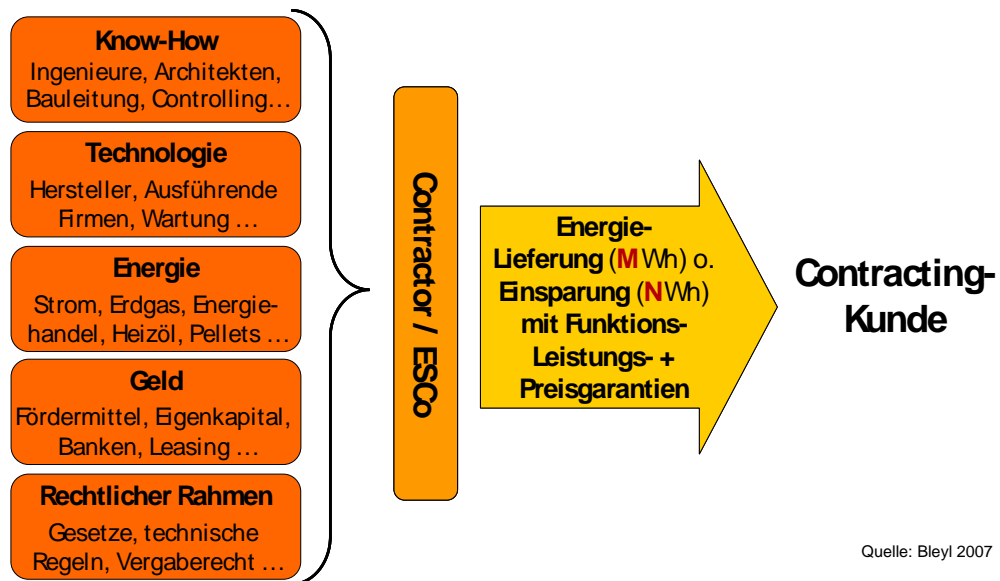 Know-How
Ingenieure, Architekten,
Bauleitung, Controlling…
Technologie
Hersteller, Ausführende
Firmen, Wartung …
Energie
Strom, Erdgas, Energie-
handel, Heizöl, Pellets …
Geld
Fördermittel, Eigenkapital,
Banken, Leasing …
Rechtlicher Rahmen
Gesetze, technische
Regeln, Vergaberecht …
Contractor / ESCo
Energie-
Lieferung (MWh) o.
Einsparung (NWh)
mit Funktions-
Leistungs- +
Preisgarantien
Contracting-
Kunde
Quelle: Bleyl 2007